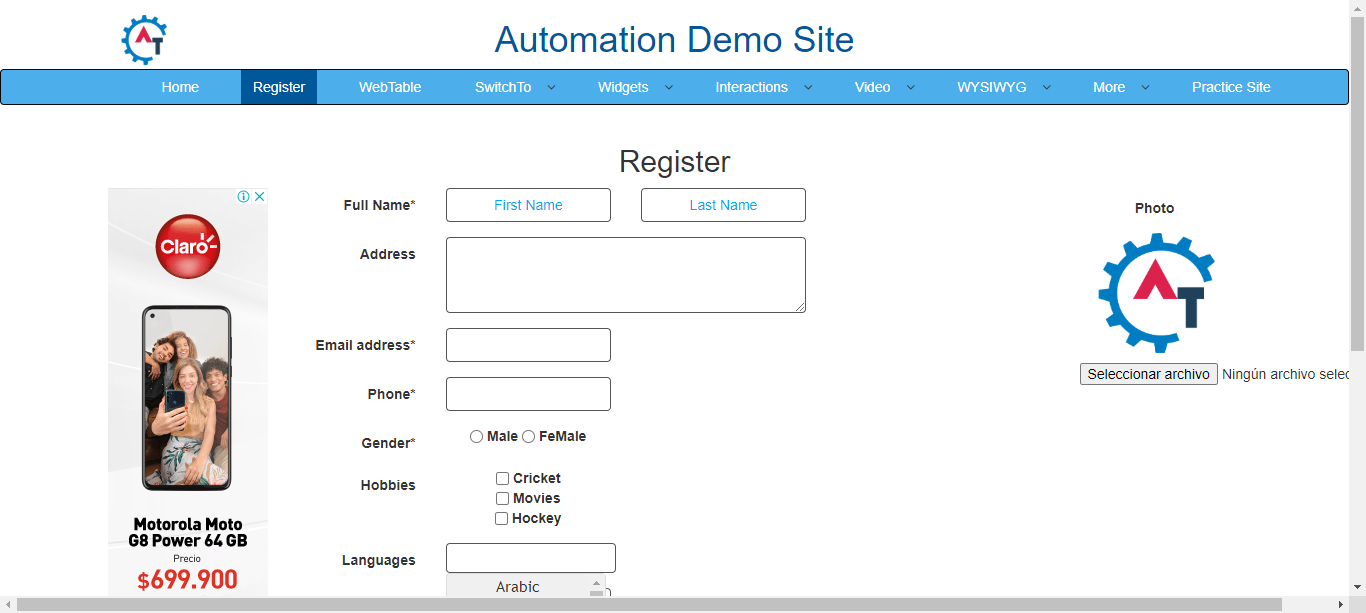 AT
Automation Demo Site
Home Register WebTable SwitchTo Widgets Interactions Video WYSIWYG More Practice Site
Register
Full Name* First Name Last Name
Photo
Claro
Address
AT
Email address*
Seleccionar archivo Ningún archivo selec
Phone*
Gender* Male FeMale
Hobbies Cricket
Movies
Hockey
Motorola Moto
G8 Power 64 GB
Precio
$699.900
Languages
Arabic